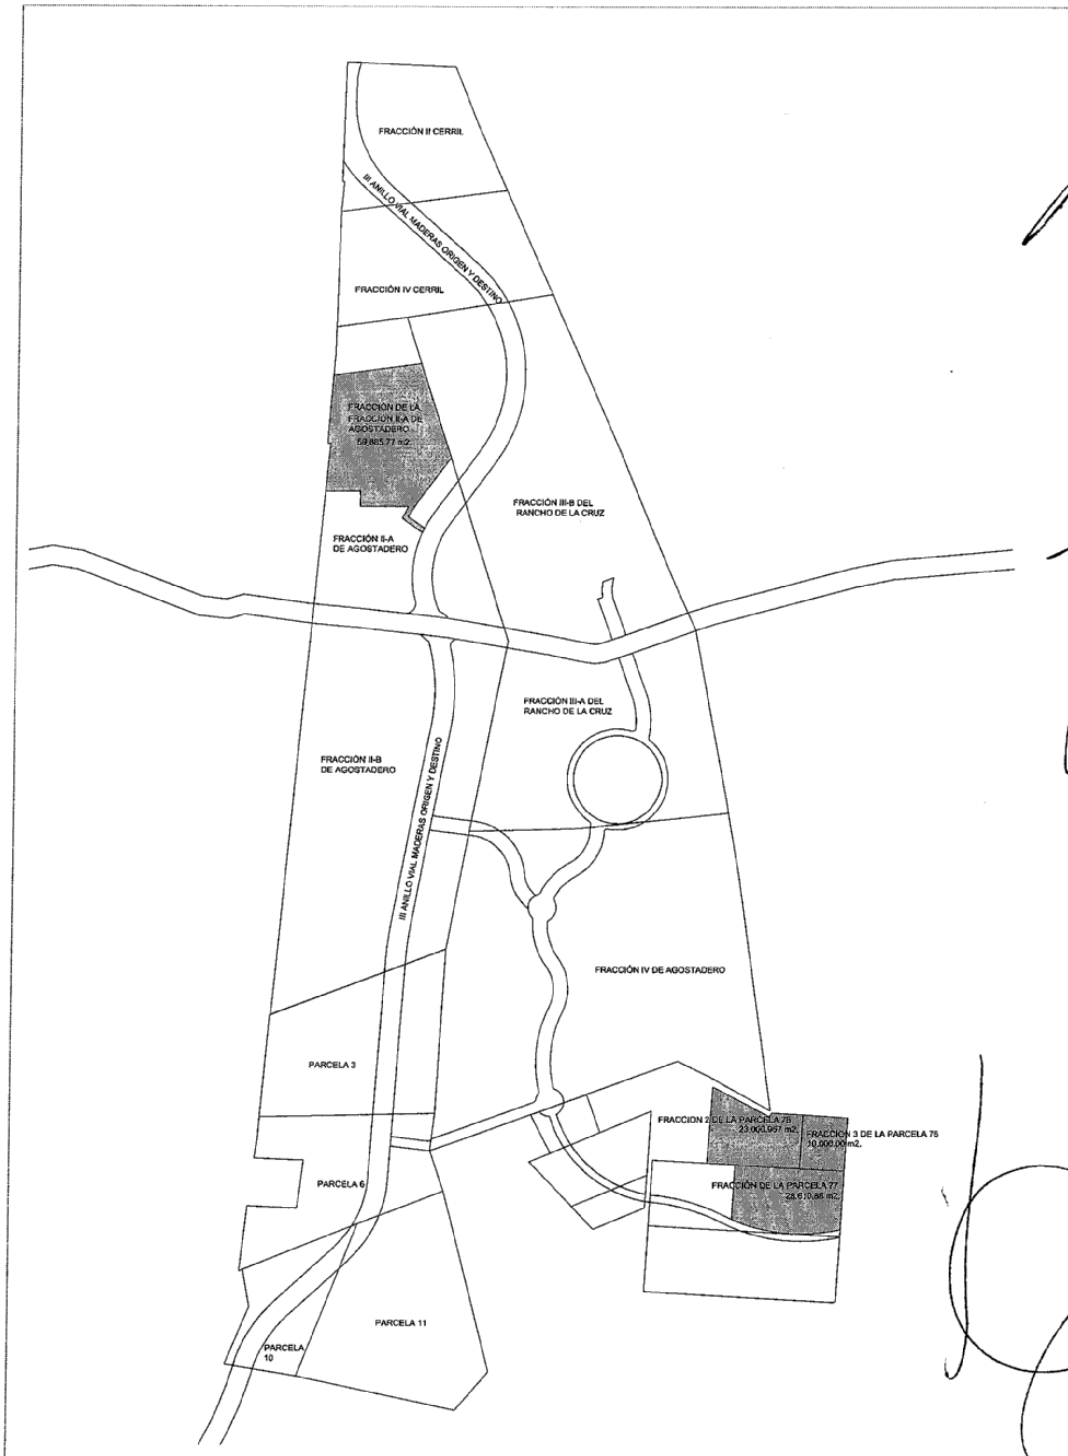 FRACCIÓN II CERRIL
III ANILLO VIAL MADERAS ORIGEN Y DESTINO
FRACCIÓN IV CERRIL
FRACCIÓN DE LA
FRACCIÓN II-A DE
AGOSTADERO
59,885.77 m2.
FRACCIÓN III-B DEL
RANCHO DE LA CRUZ
FRACCIÓN II-A
DE AGOSTADERO
FRACCIÓN III-A DEL
RANCHO DE LA CRUZ
FRACCIÓN II-B
DE AGOSTADERO
III ANILLO VIAL MADERAS ORIGEN Y DESTINO
FRACCIÓN IV DE AGOSTADERO
PARCELA 3
FRACCION 2 DE LA PARCELA
FRACCION 3 DE LA PARCELA
10,000.00 m2.
PARCELA 6
FRACCIÓN DE LA PARCELA 77
PARCELA 11
PARCELA
10